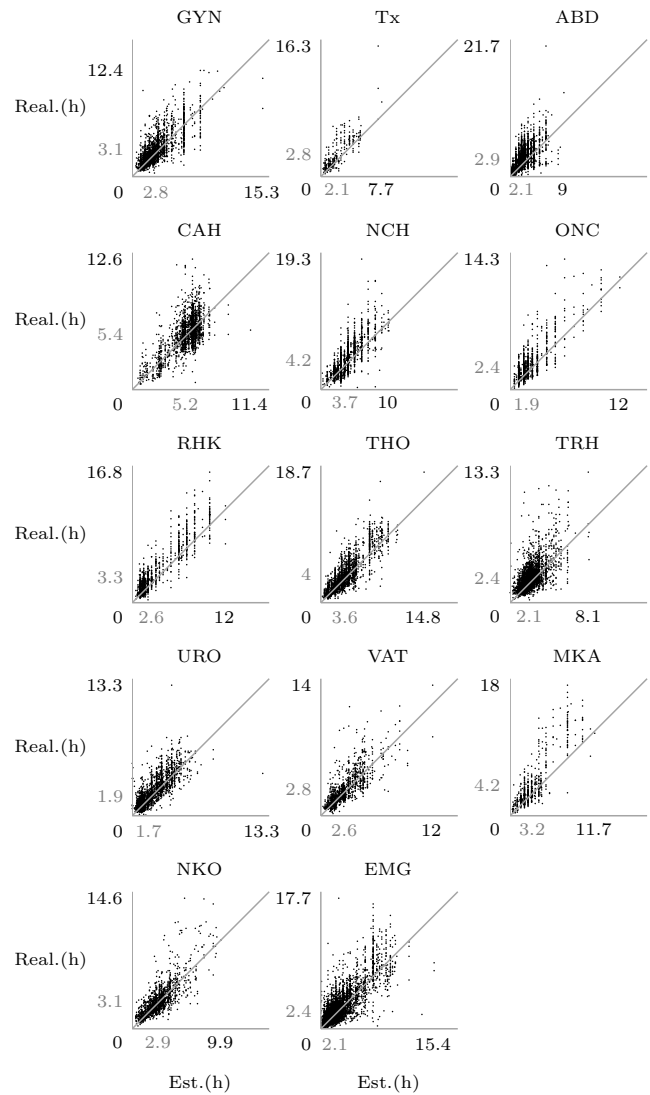 GYN Tx ABD
12.4 16.3 21.7
Real.(h)
3.1 2.8 2.9
0 2.8 15.3 0 2.1 7.7 0 2.1 9
CAH NCH ONC
12.6 19.3 14.3
Real.(h)
5.4 4.2 2.4
0 5.2 11.4 0 3.7 10 0 1.9 12
RHK THO TRH
16.8 18.7 13.3
Real.(h)
3.3 4 2.4
0 2.6 12 0 3.6 14.8 0 2.1 8.1
URO VAT MKA
13.3 14 18
Real.(h)
1.9 2.8 4.2
0 1.7 13.3 0 2.6 12 0 3.2 11.7
NKO EMG
14.6 17.7
Real.(h)
3.1 2.4
0 2.9 9.9 0 2.1 15.4
Est.(h) Est.(h)